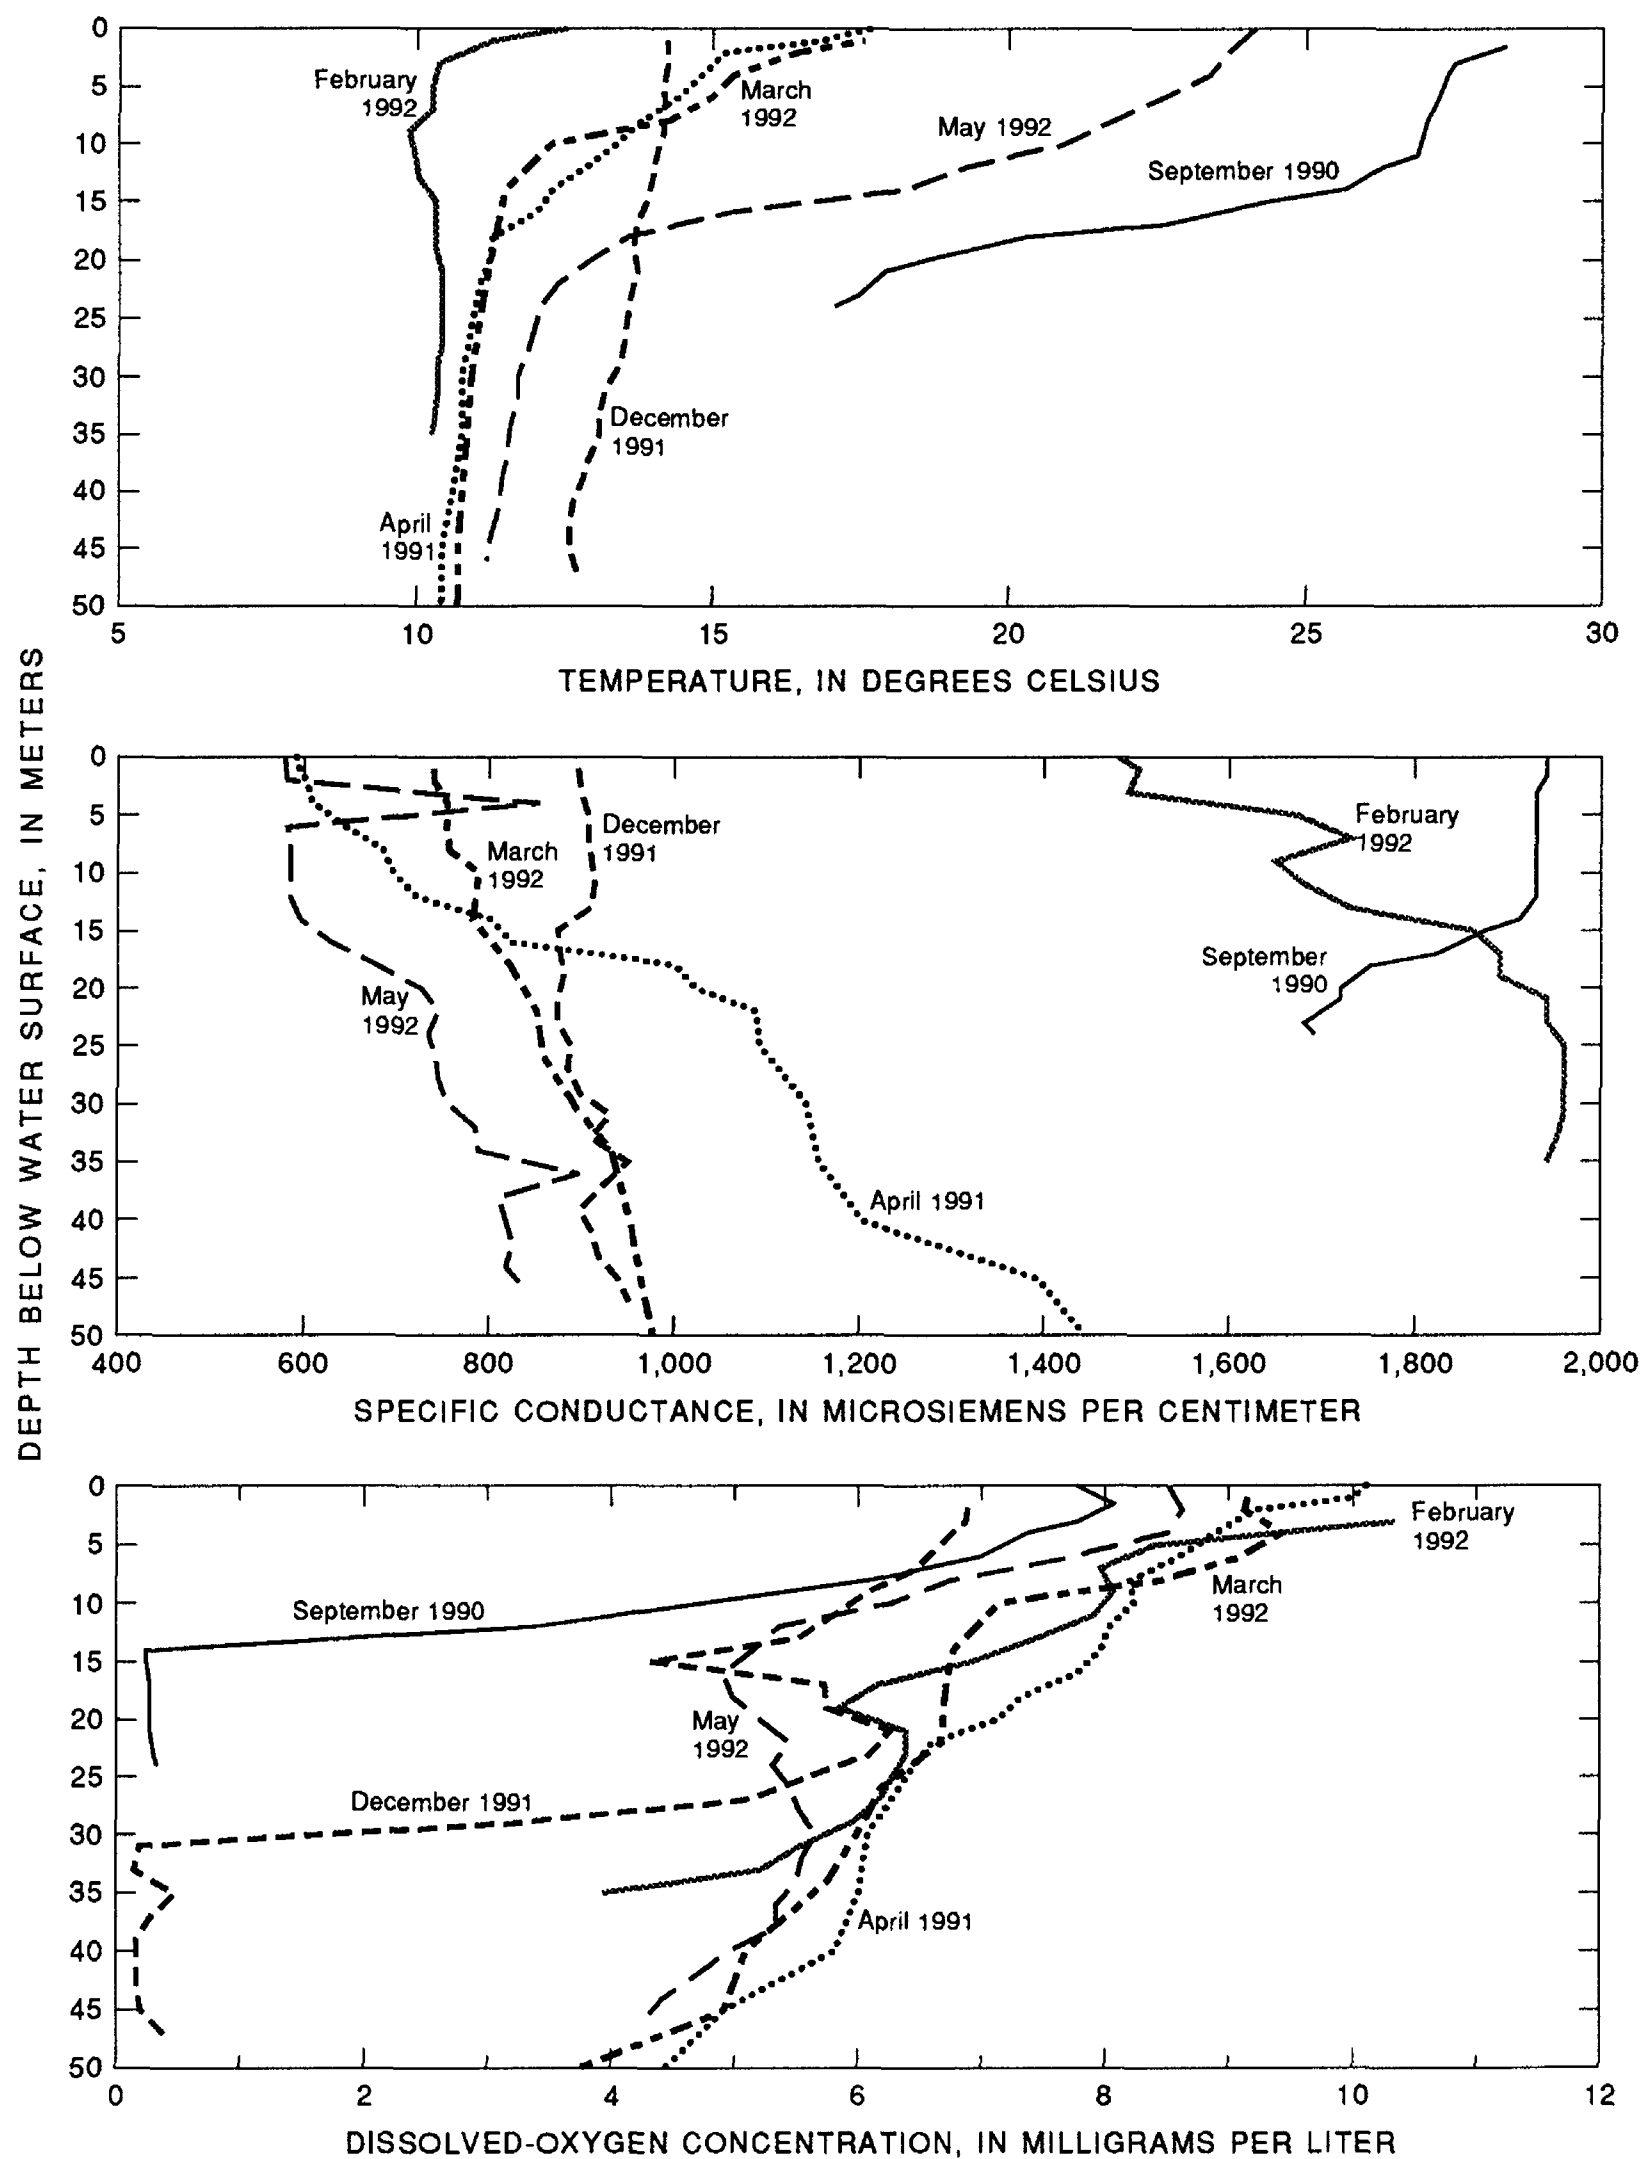 DEPTH BELOW WATER SURFACE, IN METERS
0
5
10
15
20
25
30
35
40
45
50
February
1992
March
1992
May 1992
September 1990
December
1991
April
1991
5 10 15 20 25 30
TEMPERATURE, IN DEGREES CELSIUS
0
5
10
15
20
25
30
35
40
45
50
February
1992
December
1991
March
1992
September
1990
May
1992
April 1991
400 600 800 1,000 1,200 1,400 1,600 1,800 2,000
SPECIFIC CONDUCTANCE, IN MICROSIEMENS PER CENTIMETER
0
5
10
15
20
25
30
35
40
45
50
February
1992
March
1992
September 1990
May
1992
December 1991
April 1991
0 2 4 6 8 10 12
DISSOLVED-OXYGEN CONCENTRATION, IN MILLIGRAMS PER LITER